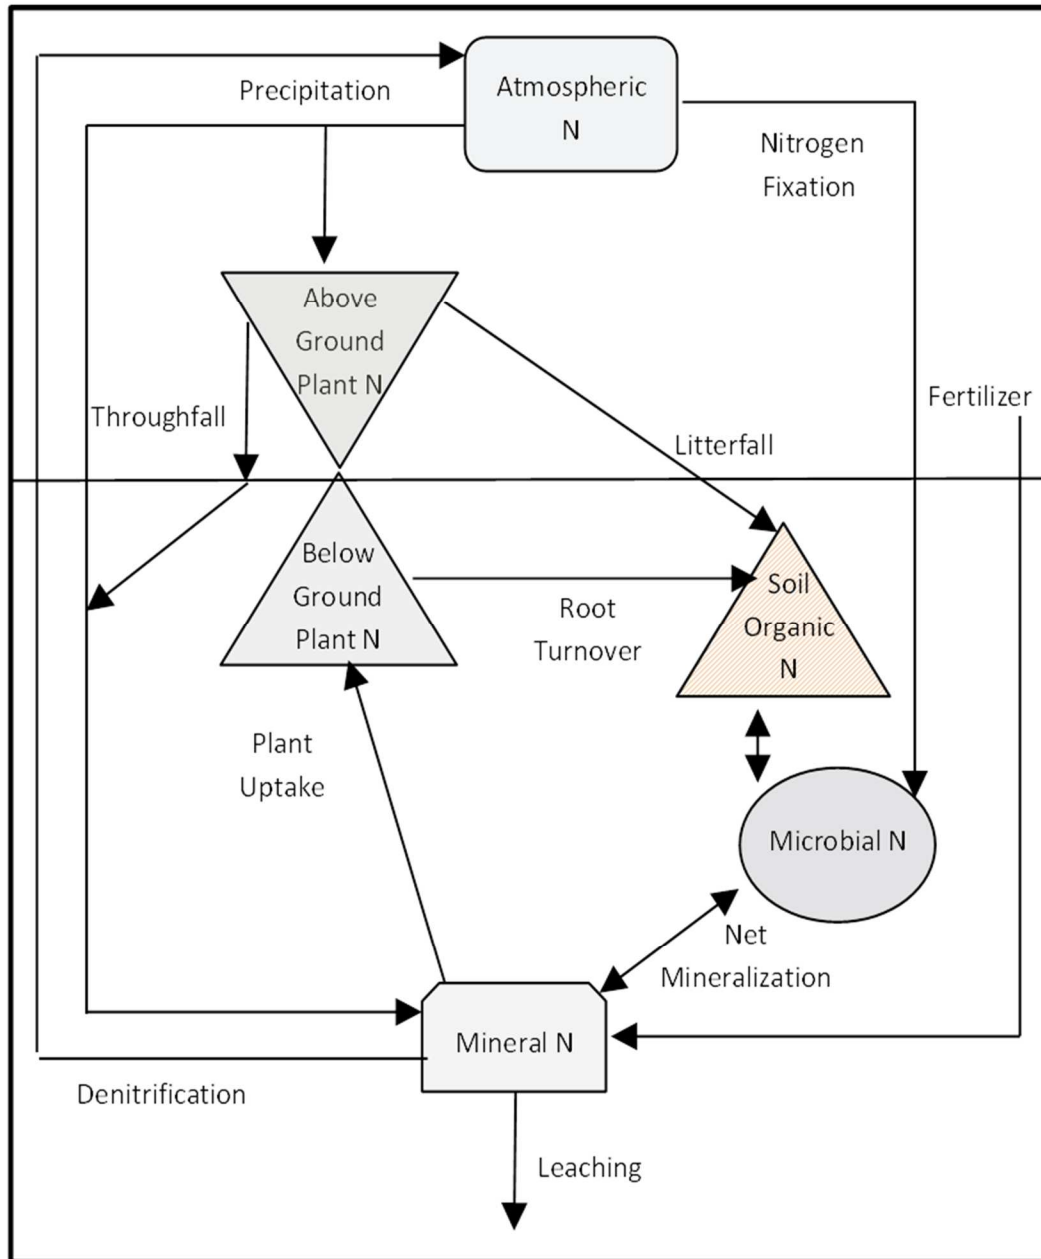 Atmospheric
N
Precipitation
Nitrogen
Fixation
Above
Ground
Plant N
Fertilizer
Throughfall
Litterfall
Below
Ground
Plant N
Soil
Organic
N
Root
Turnover
Plant
Uptake
Microbial N
Net
Mineralization
Mineral N
Denitrification
Leaching